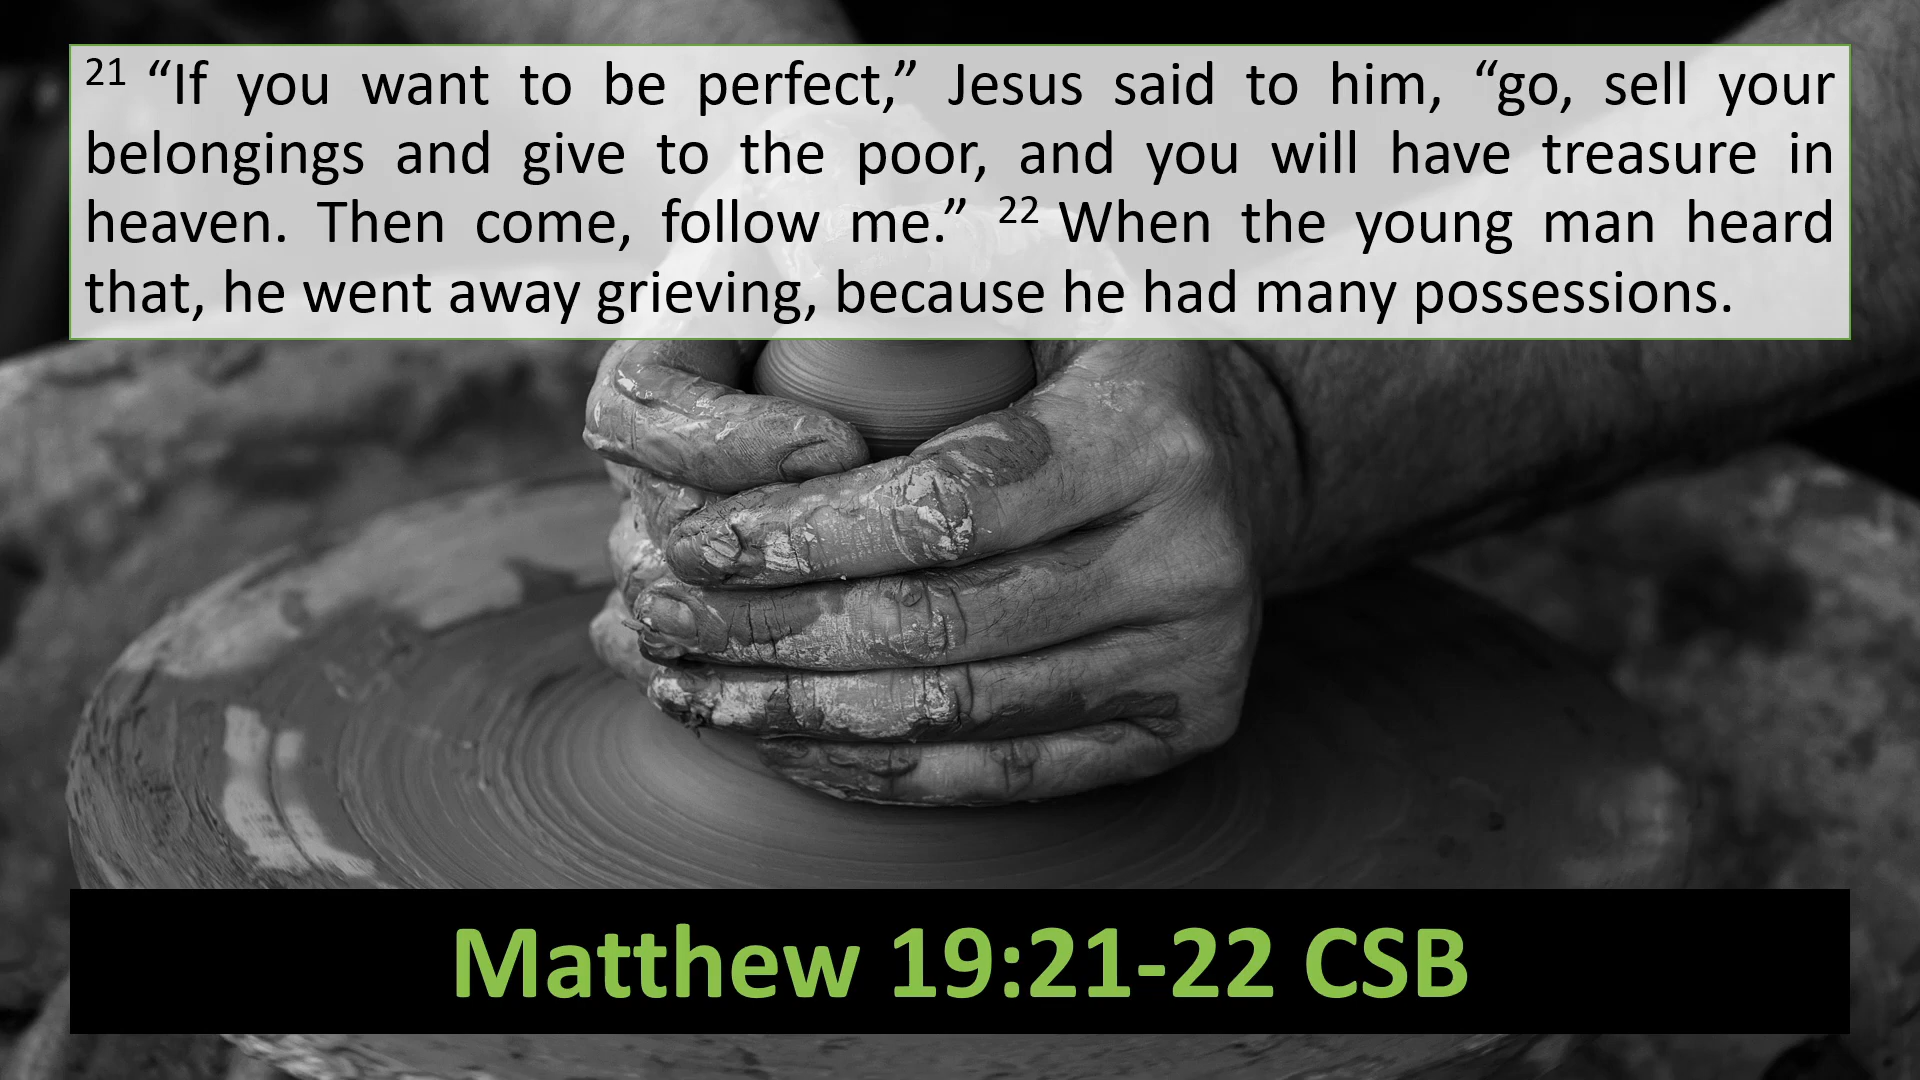 21 “If you want to be perfect,” Jesus said to him, “go, sell your
belongings and give to the poor, and you will have treasure in
heaven. Then come, follow me.” 22 When the young man heard
that, he went away grieving, because he had many possessions.
Matthew 19:21-22 CSB